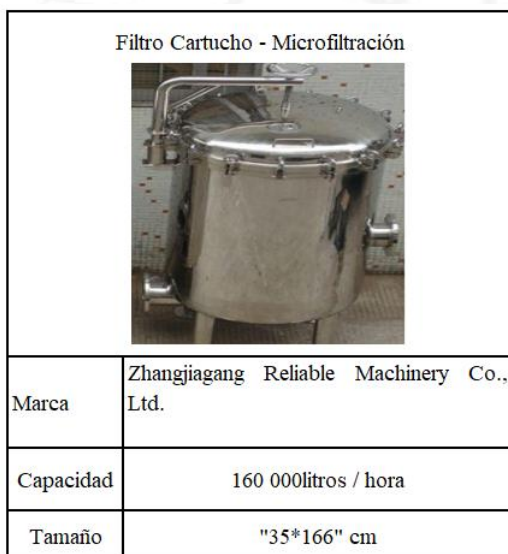 Filtro Cartucho - Microfiltración
Marca
Zhangjiagang Reliable Machinery Co.,
Ltd.
Capacidad
160 000litros / hora
Tamaño
"35*166" cm